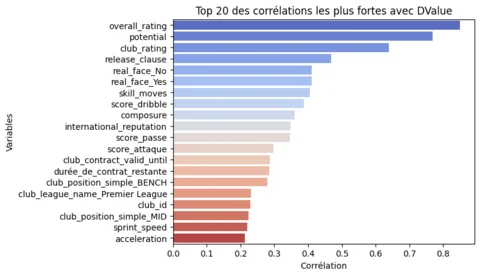 Top 20 des corrélations les plus fortes avec DValue
Variables
overall_rating
potential
club_rating
release_clause
real_face_No
real_face_Yes
skill_moves
score_dribble
composure
international_reputation
score_passe
score_attaque
club_contract_valid_until
durée_de_contrat_restante
club_position_simple_BENCH
club_league_name_Premier League
club_id
club_position_simple_MID
sprint_speed
acceleration
0.0 0.1 0.2 0.3 0.4 0.5 0.6 0.7 0.8
Corrélation